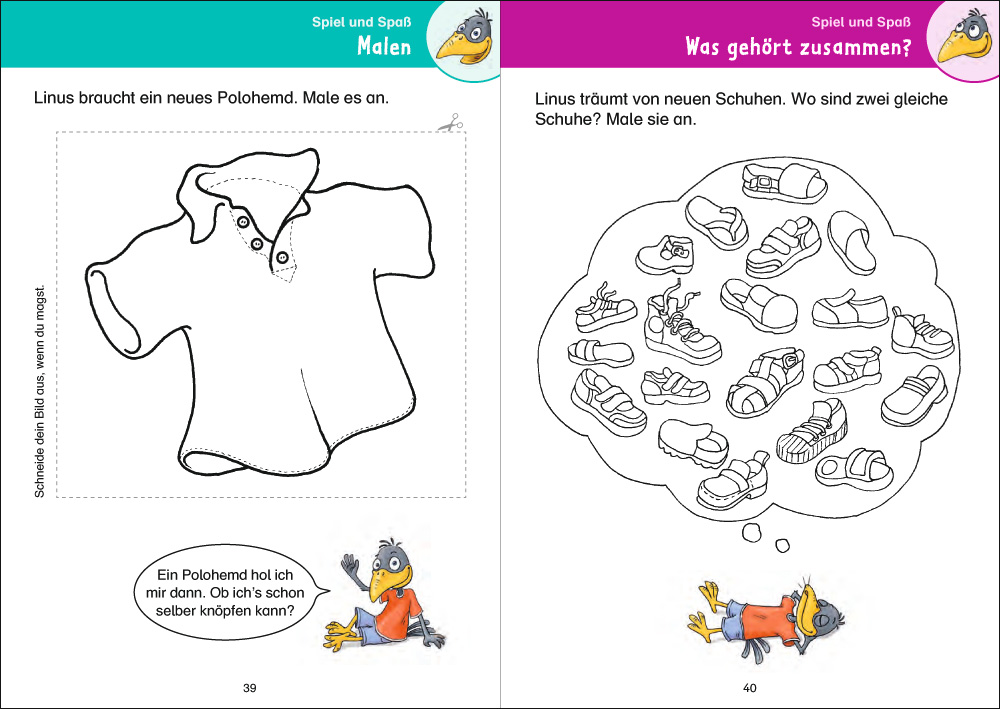 Spiel und Spaß
Malen
Linus braucht ein neues Polohemd. Male es an.
Schneide dein Bild aus, wenn du magst.
Ein Polohemd hol ich
mir dann. Ob ich's schon
selber knöpfen kann?
39
Spiel und Spaß
Was gehört zusammen?
Linus träumt von neuen Schuhen. Wo sind zwei gleiche
Schuhe? Male sie an.
40